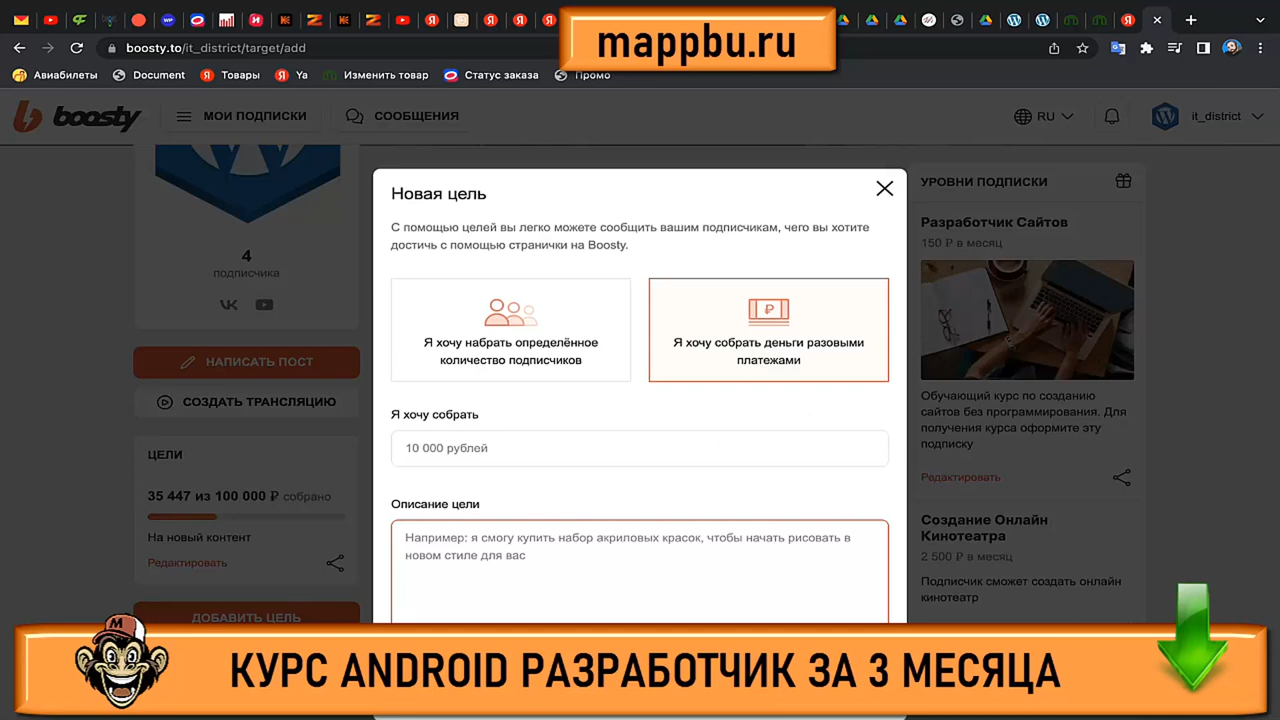 mappbu.ru
boosty.to/it_district/target/add
Авиабилеты
Document
Товары
Ya
Изменить товар
Статус заказа
Промо
boosty
МОИ ПОДПИСКИ
СООБЩЕНИЯ
RU
it_district
4
подписчика
НАПИСАТЬ ПОСТ
СОЗДАТЬ ТРАНСЛЯЦИЮ
ЦЕЛИ
35 447 из 100 000 ₽ собрано
На новый контент
Редактировать
ДОБАВИТЬ ЦЕЛЬ
Новая цель
С помощью целей вы легко можете сообщить вашим подписчикам, чего вы хотите
достичь с помощью странички на Boosty.
Я хочу набрать определённое
количество подписчиков
Я хочу собрать деньги разовыми
платежами
Я хочу собрать
10 000 рублей
Описание цели
Например: я смогу купить набор акриловых красок, чтобы начать рисовать в
новом стиле для вас
УРОВНИ ПОДПИСКИ
Разработчик Сайтов
150 ₽ в месяц
Обучающий курс по созданию
сайтов без программирования. Для
получения курса оформите эту
подписку
Редактировать
Создание Онлайн
Кинотеатра
2 500 ₽ в месяц
Подписчик сможет создать онлайн
кинотеатр
КУРС ANDROID РАЗРАБОТЧИК ЗА 3 МЕСЯЦА